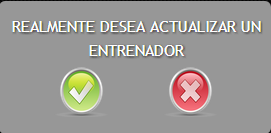 REALMENTE DESEA ACTUALIZAR UN
ENTRENADOR